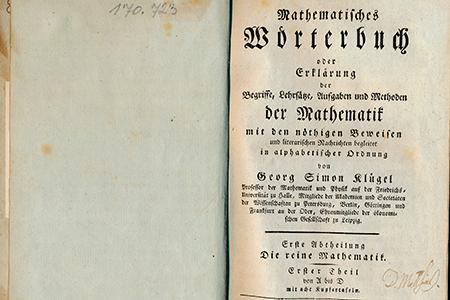 170.723
Mathematisches
Wörterbuch
oder
Erklärung
der
Begriffe, Lehrsätze, Aufgaben und Methoden
der Mathematik
mit den nöthigen Beweisen
und literarischen Nachrichten begleitet
in alphabetischer Ordnung
von
Georg Simon Klügel
Professor der Mathematik und Physik auf der Friedrichs-
Universität zu Halle, Mitgliede der Akademien und Societäten
der Wissenschaften zu Petersburg, Berlin, Göttingen und
Frankfurt an der Oder, Ehrenmitgliede der ökonomi-
schen Gesellschaft zu Leipzig.
Erste Abtheilung
Die reine Mathematik.
Erster Theil
von A bis D
mit acht Kupfertafeln.